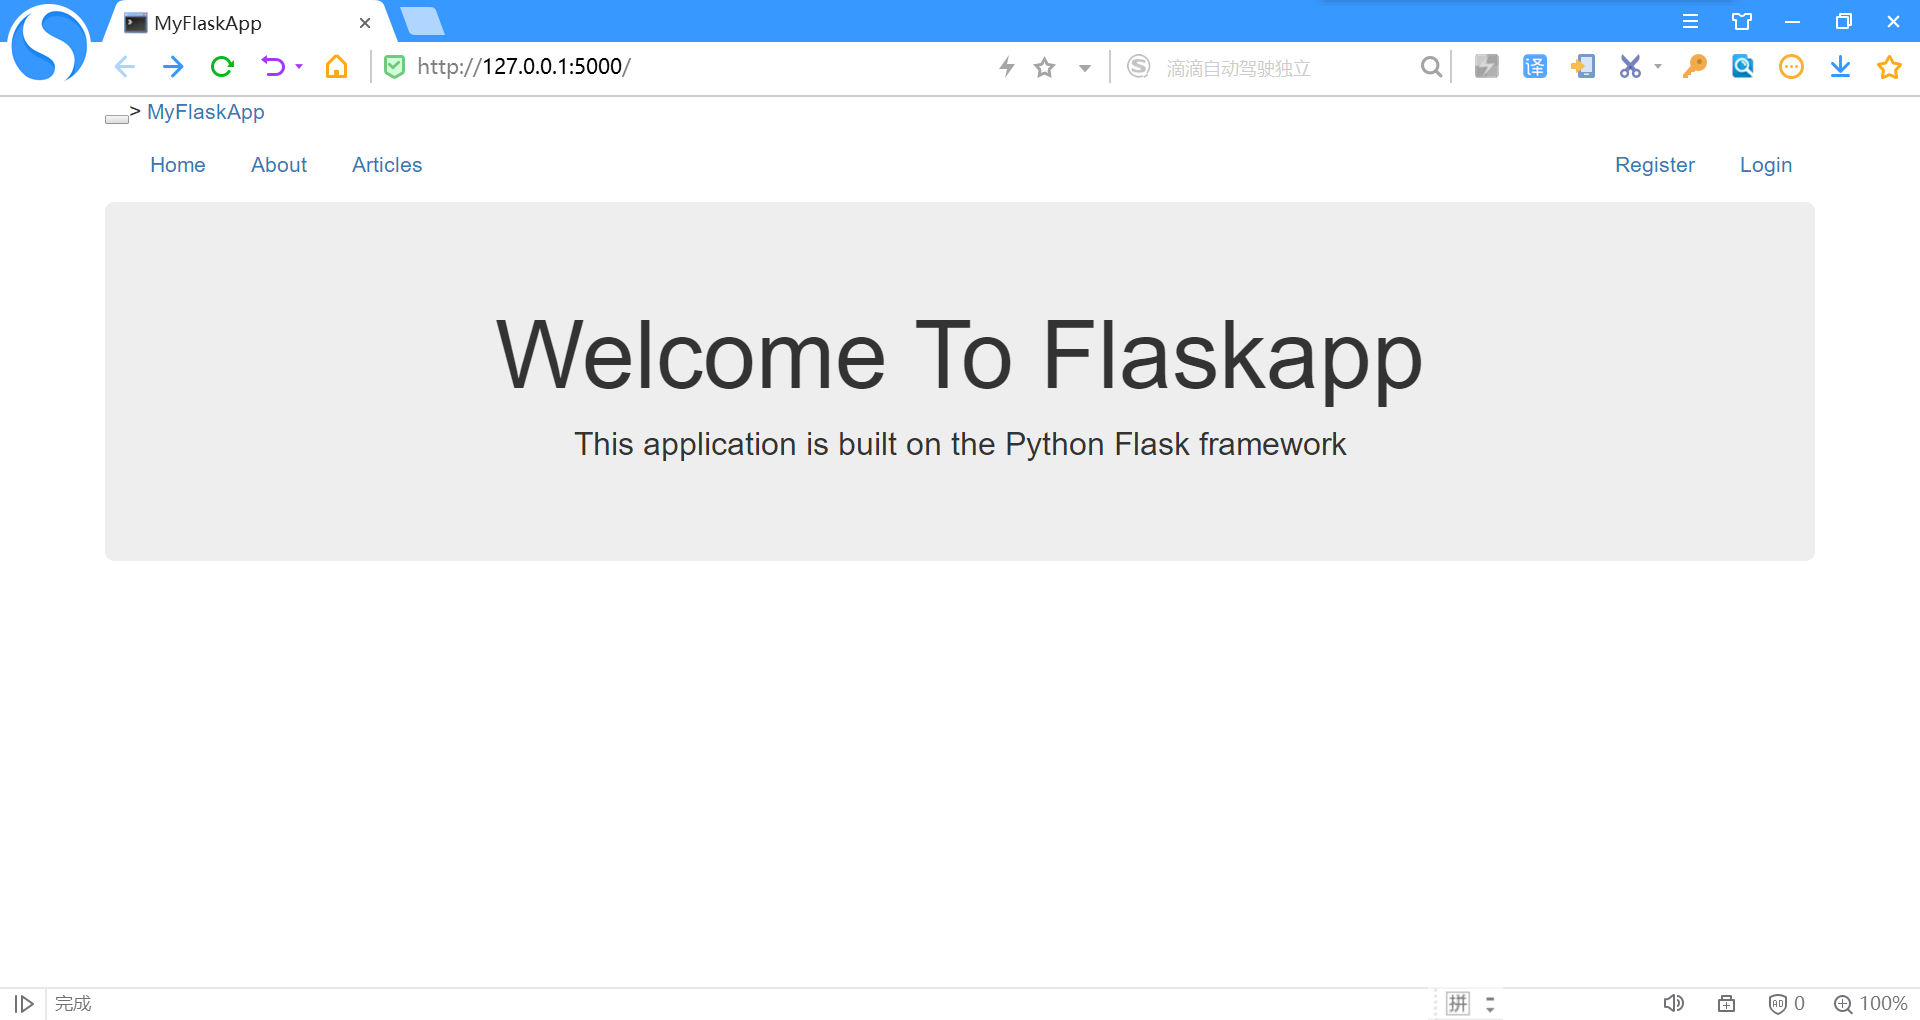 MyFlaskApp
http://127.0.0.1:5000/
滴滴自动驾驶独立
译
> MyFlaskApp
Home About Articles Register Login
Welcome To Flaskapp
This application is built on the Python Flask framework
完成
拼
AD 0
100%